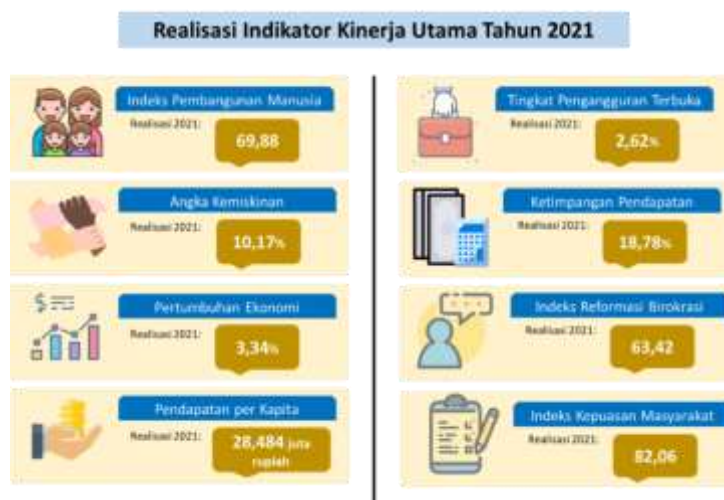 Realisasi Indikator Kinerja Utama Tahun 2021
Indeks Pembangunan Manusia
Realisasi 2021:
69,88
Angka Kemiskinan
Realisasi 2021:
10,17%
Pertumbuhan Ekonomi
Realisasi 2021:
3,34%
Pendapatan per Kapita
Realisasi 2021:
28,484 juta
rupiah
Tingkat Pengangguran Terbuka
Realisasi 2021:
2,62%
Ketimpangan Pendapatan
Realisasi 2021:
18,78%
Indeks Reformasi Birokrasi
Realisasi 2021:
63,42
Indeks Kepuasan Masyarakat
Realisasi 2021:
82,06